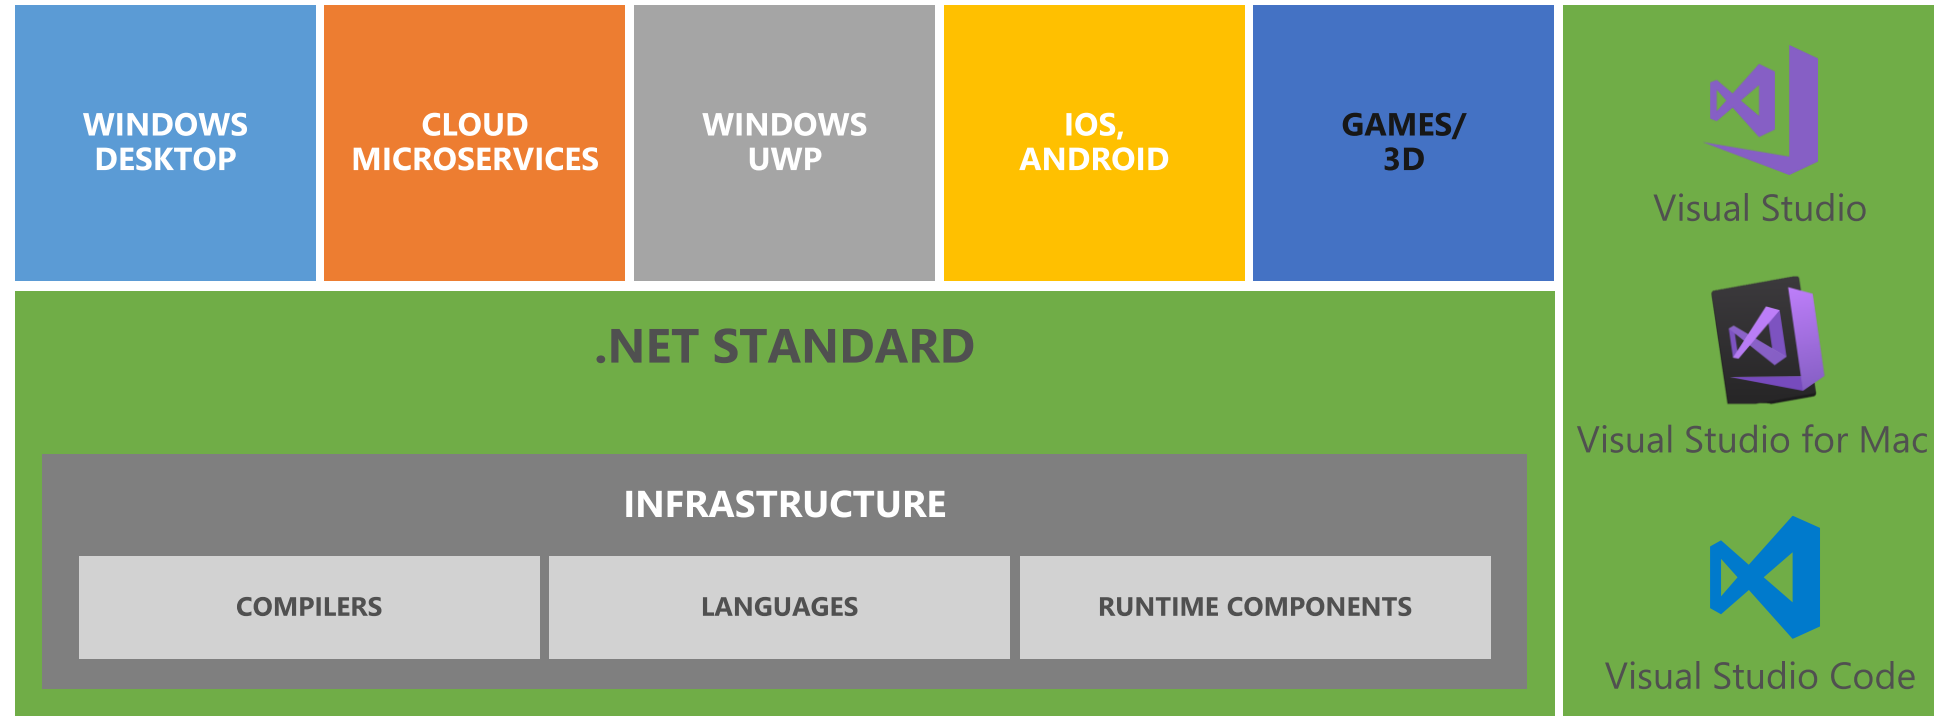 WINDOWS
DESKTOP
CLOUD
MICROSERVICES
WINDOWS
UWP
IOS,
ANDROID
GAMES/
3D
.NET STANDARD
INFRASTRUCTURE
COMPILERS
LANGUAGES
RUNTIME COMPONENTS
Visual Studio
Visual Studio for Mac
Visual Studio Code